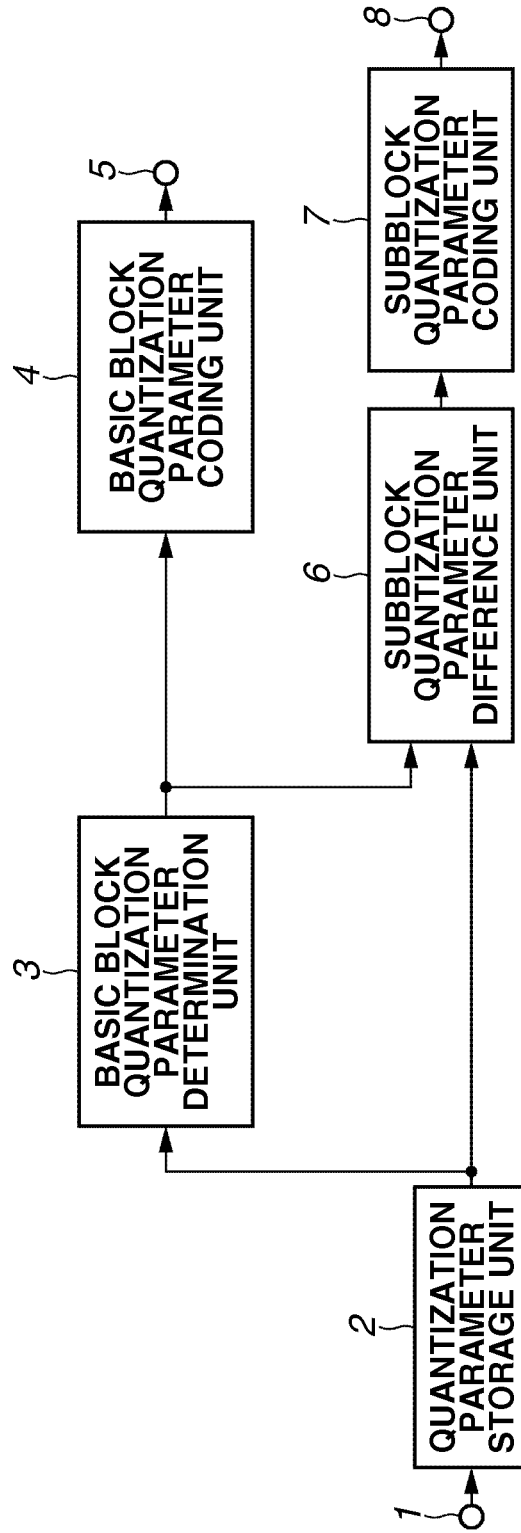 1
2
QUANTIZATION
PARAMETER
STORAGE UNIT
3
BASIC BLOCK
QUANTIZATION
PARAMETER
DETERMINATION
UNIT
4
BASIC BLOCK
QUANTIZATION
PARAMETER
CODING UNIT
5
6
SUBBLOCK
QUANTIZATION
PARAMETER
DIFFERENCE UNIT
7
SUBBLOCK
QUANTIZATION
PARAMETER
CODING UNIT
8